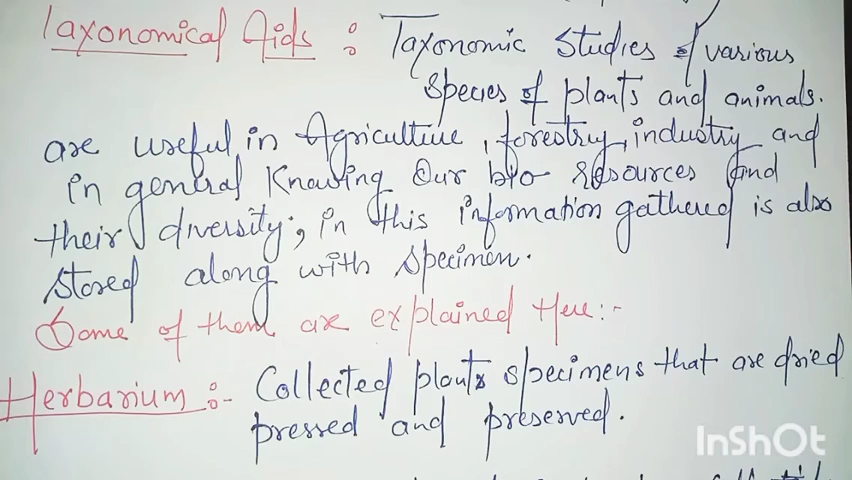 Taxonomical Aids : Taxonomic Studies of various
Species of plants and animals.
are useful in Agriculture, forestry, industry and
in general Knowing Our bio resources and
their diversity; in this information gathered is also
stored along with specimen.
Some of them are explained Here:-
Herbarium :- Collected plants specimens that are dried
pressed and preserved.
InShOt